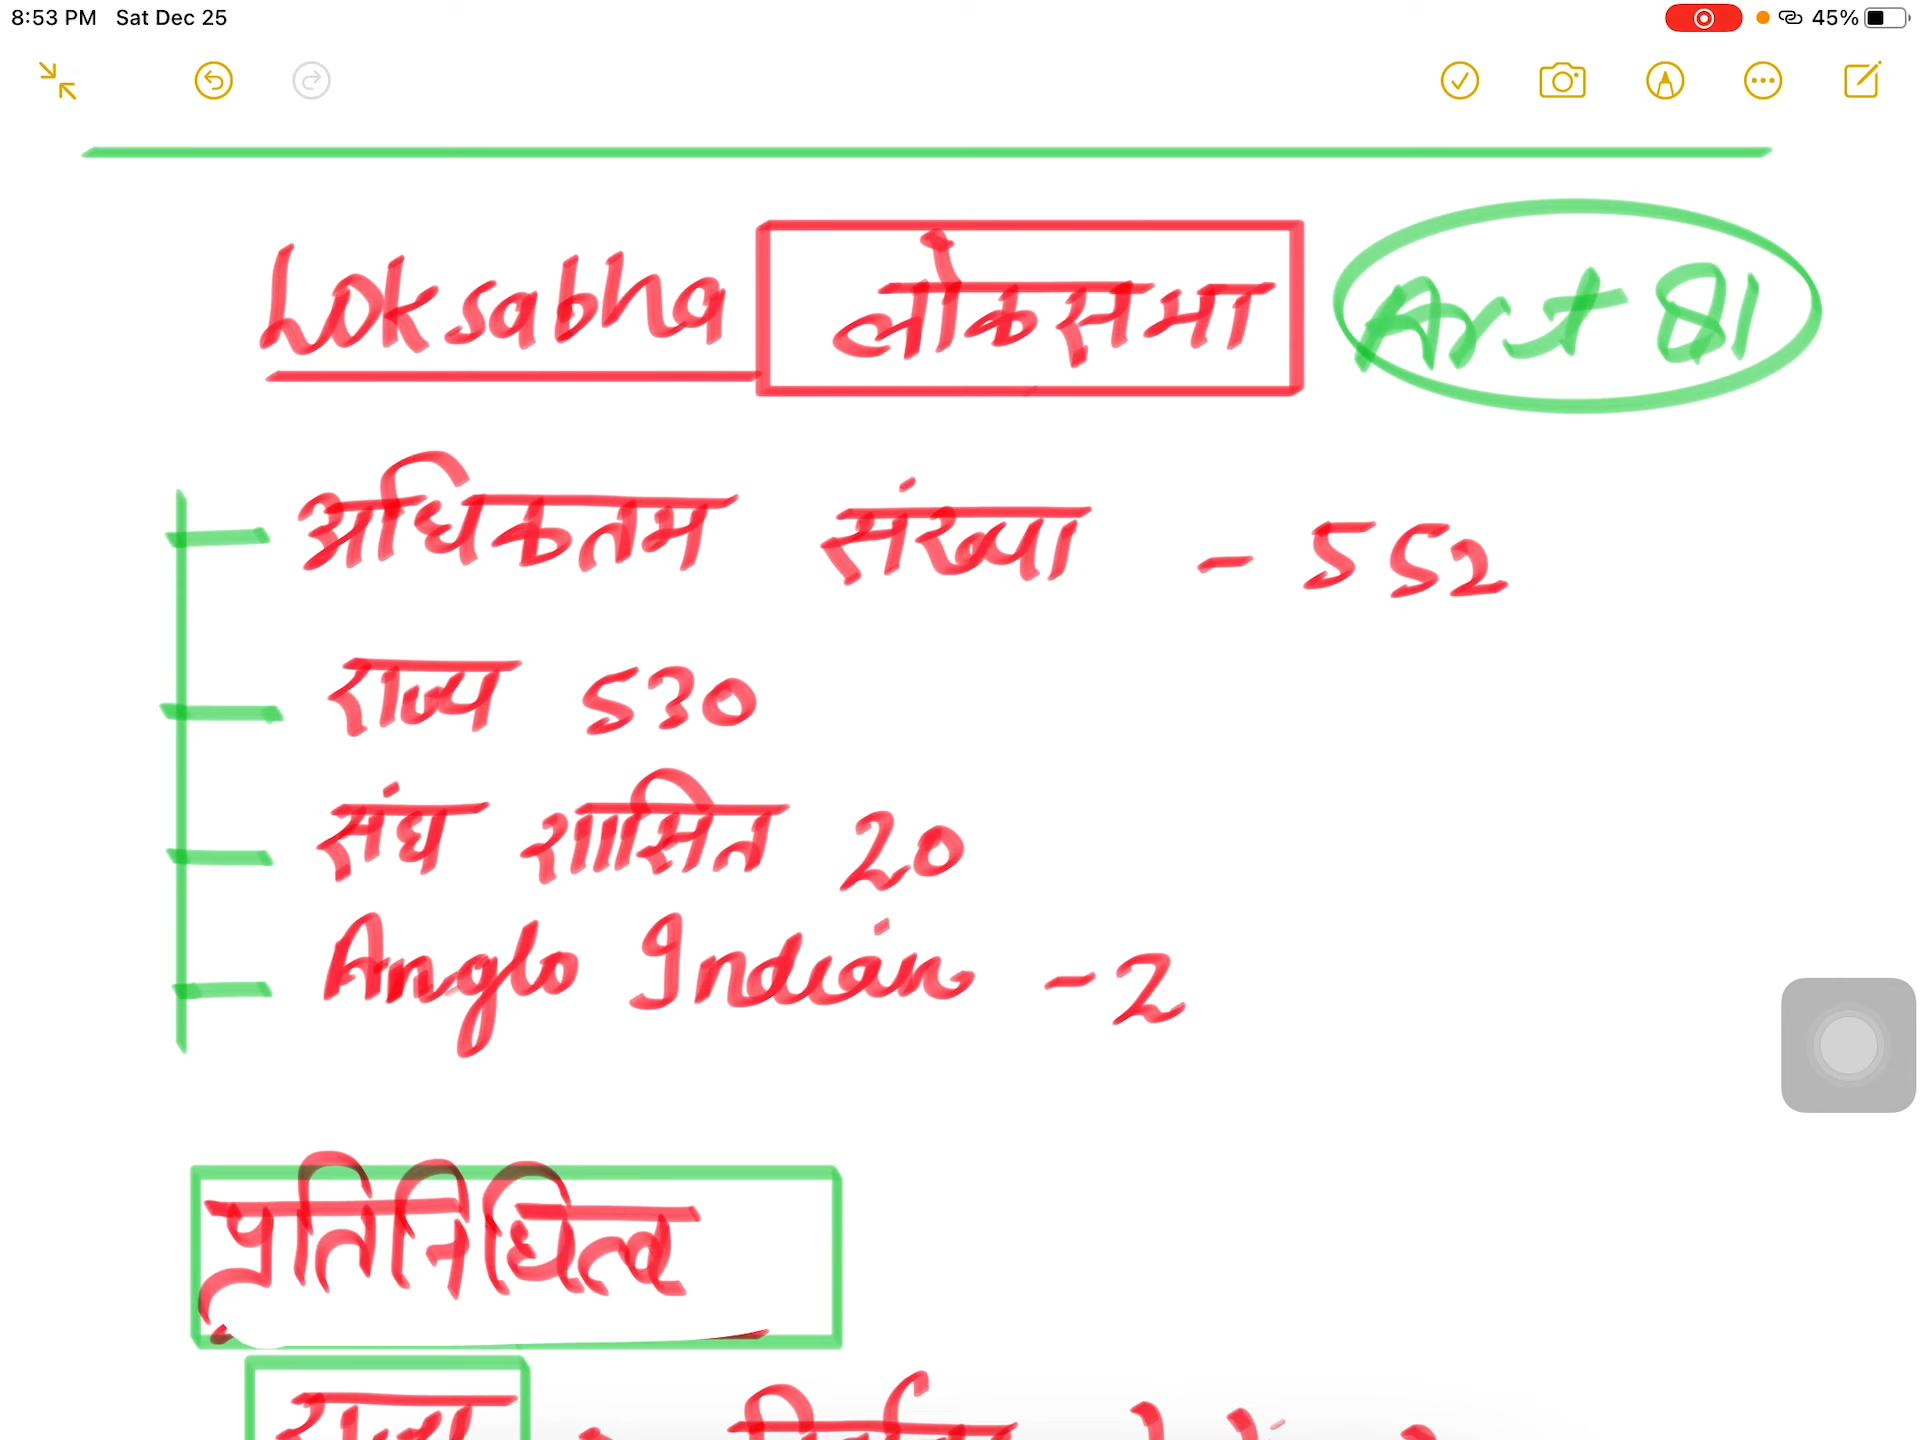 8:53 PM Sat Dec 25 45%
Loksabha लोकसभा Art 81
अधिकतम संख्या - 552
राज्य 530
संघ शासित 20
Anglo Indian - 2
प्रतिनिधित्व
राज्य